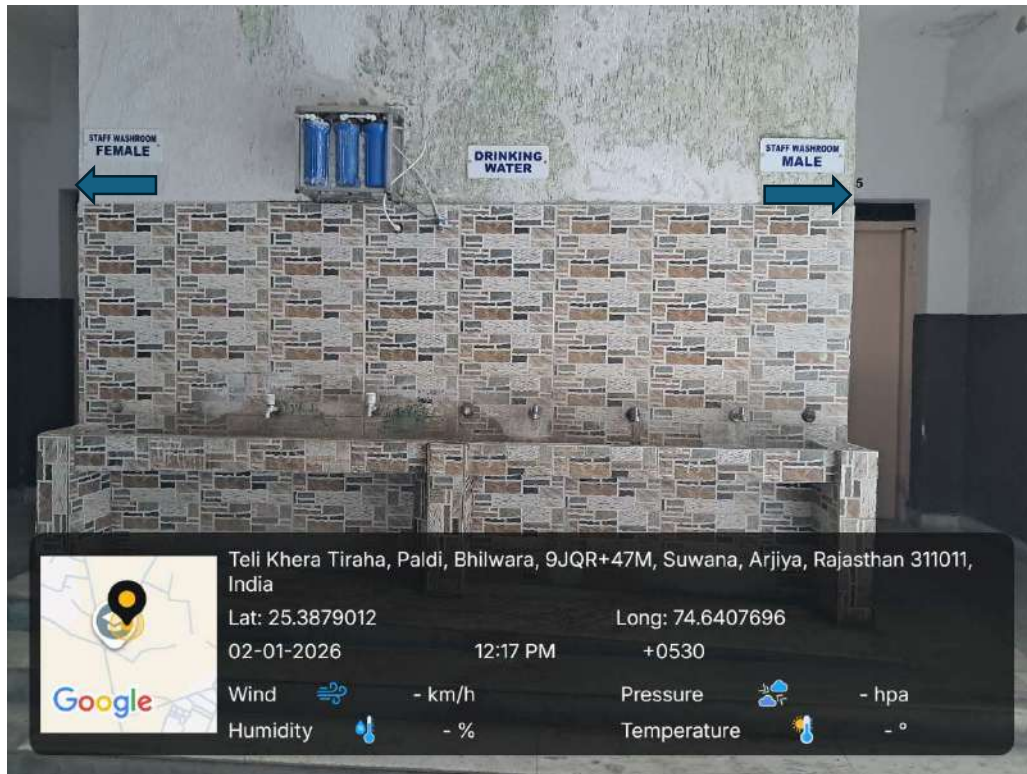 STAFF WASHROOM
FEMALE
DRINKING
WATER
STAFF WASHROOM
MALE
5
Teli Khera Tiraha, Paldi, Bhilwara, 9JQR+47M, Suwana, Arjiya, Rajasthan 311011,
India
Lat: 25.3879012 Long: 74.6407696
02-01-2026 12:17 PM +0530
Google
Wind - km/h Pressure - hpa
Humidity - % Temperature - °